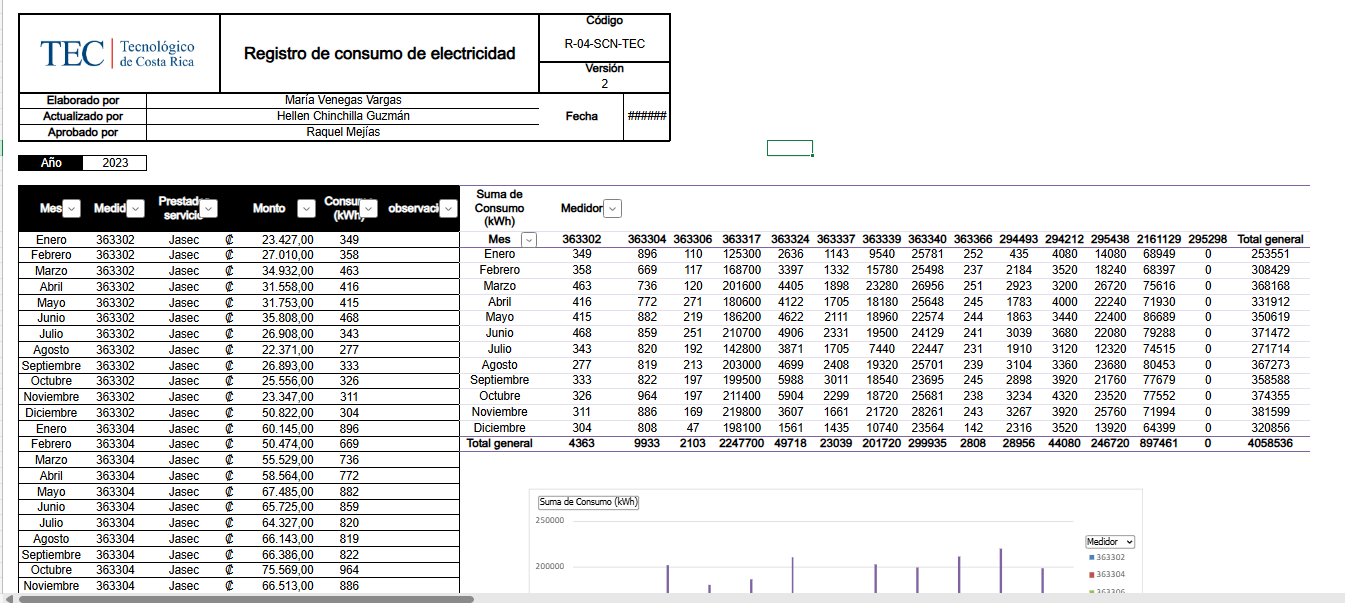 TEC Tecnológico
de Costa Rica
Registro de consumo de electricidad
Código
R-04-SCN-TEC
Versión
2
Elaborado por María Venegas Vargas
Actualizado por Hellen Chinchilla Guzmán
Aprobado por Raquel Mejías
Fecha ######
Año 2023
Mes Medid Prestad servici Monto Consu (kWh) observaci
Enero 363302 Jasec ₡ 23.427,00 349
Febrero 363302 Jasec ₡ 27.010,00 358
Marzo 363302 Jasec ₡ 34.932,00 463
Abril 363302 Jasec ₡ 31.558,00 416
Mayo 363302 Jasec ₡ 31.753,00 415
Junio 363302 Jasec ₡ 35.808,00 468
Julio 363302 Jasec ₡ 26.908,00 343
Agosto 363302 Jasec ₡ 22.371,00 277
Septiembre 363302 Jasec ₡ 26.893,00 333
Octubre 363302 Jasec ₡ 25.556,00 326
Noviembre 363302 Jasec ₡ 23.347,00 311
Diciembre 363302 Jasec ₡ 50.822,00 304
Enero 363304 Jasec ₡ 60.145,00 896
Febrero 363304 Jasec ₡ 50.474,00 669
Marzo 363304 Jasec ₡ 55.529,00 736
Abril 363304 Jasec ₡ 58.564,00 772
Mayo 363304 Jasec ₡ 67.485,00 882
Junio 363304 Jasec ₡ 65.725,00 859
Julio 363304 Jasec ₡ 64.327,00 820
Agosto 363304 Jasec ₡ 66.143,00 819
Septiembre 363304 Jasec ₡ 66.386,00 822
Octubre 363304 Jasec ₡ 75.569,00 964
Noviembre 363304 Jasec ₡ 66.513,00 886
Suma de
Consumo
(kWh)
Medidor
Mes 363302 363304 363306 363317 363324 363337 363339 363340 363366 294493 294212 295438 2161129 295298 Total general
Enero 349 896 110 125300 2636 1143 9540 25781 252 435 4080 14080 68949 0 253551
Febrero 358 669 117 168700 3397 1332 15780 25498 237 2184 3520 18240 68397 0 308429
Marzo 463 736 120 201600 4405 1898 23280 26956 251 2923 3200 26720 75616 0 368168
Abril 416 772 271 180600 4122 1705 18180 25648 245 1783 4000 22240 71930 0 331912
Mayo 415 882 219 186200 4622 2111 18960 22574 244 1863 3440 22400 86689 0 350619
Junio 468 859 251 210700 4906 2331 19500 24129 241 3039 3680 22080 79288 0 371472
Julio 343 820 192 142800 3871 1705 7440 22447 231 1910 3120 12320 74515 0 271714
Agosto 277 819 213 203000 4699 2408 19320 25701 239 3104 3360 23680 80453 0 367273
Septiembre 333 822 197 199500 5988 3011 18540 23695 245 2898 3920 21760 77679 0 358588
Octubre 326 964 197 211400 5904 2299 18720 25681 238 3234 4320 23520 77552 0 374355
Noviembre 311 886 169 219800 3607 1661 21720 28261 243 3267 3920 25760 71994 0 381599
Diciembre 304 808 47 198100 1561 1435 10740 23564 142 2316 3520 13920 64399 0 320856
Total general 4363 9933 2103 2247700 49718 23039 201720 299935 2808 28956 44080 246720 897461 0 4058536
Suma de Consumo (kWh)
250000
200000
Medidor
363302
363304
363306